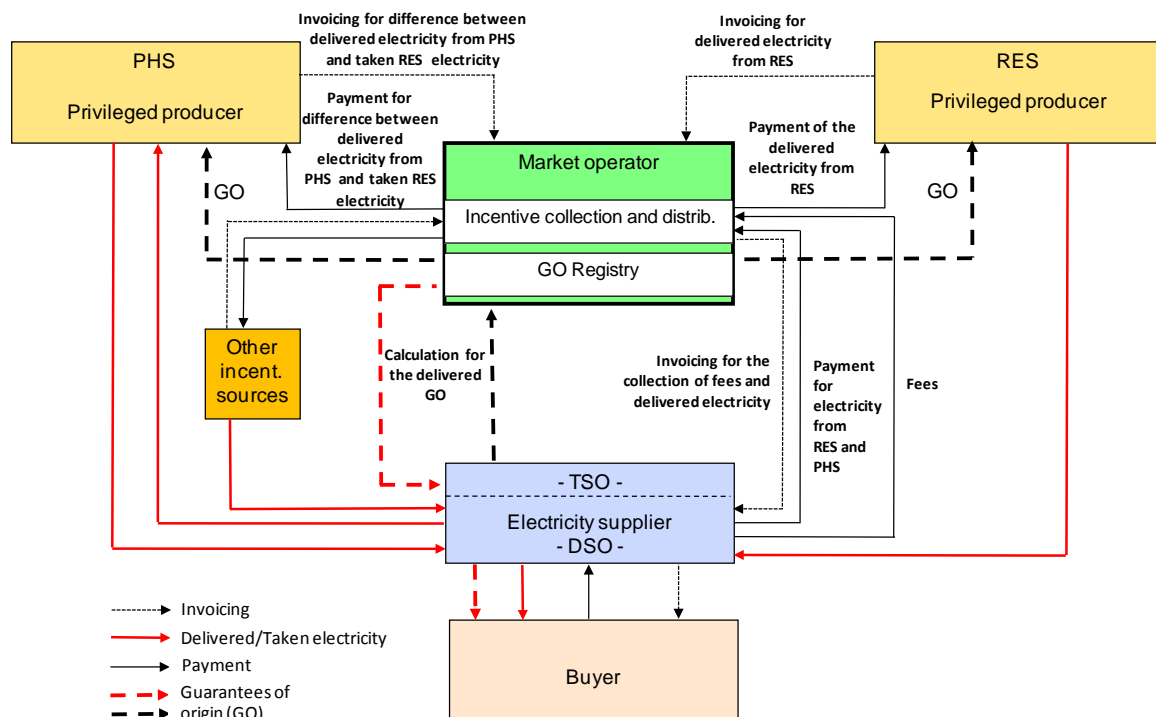 Invoicing for difference between
delivered electricity from PHS
and taken RES electricity
Invoicing for
delivered electricity
from RES
PHS
Privileged producer
RES
Privileged producer
Payment for
difference between
delivered
electricity from
PHS and taken RES
electricity
Payment of the
delivered
electricity from
RES
Market operator
GO
GO
Incentive collection and distrib.
GO Registry
Other
incent.
sources
Calculation for
the delivered
GO
Invoicing for the
collection of fees and
delivered electricity
Payment
for
electricity
from
RES and
PHS
Fees
- TSO -
Electricity supplier
- DSO -
Invoicing
Delivered/Taken electricity
Payment
Guarantees of
origin (GO)
Buyer